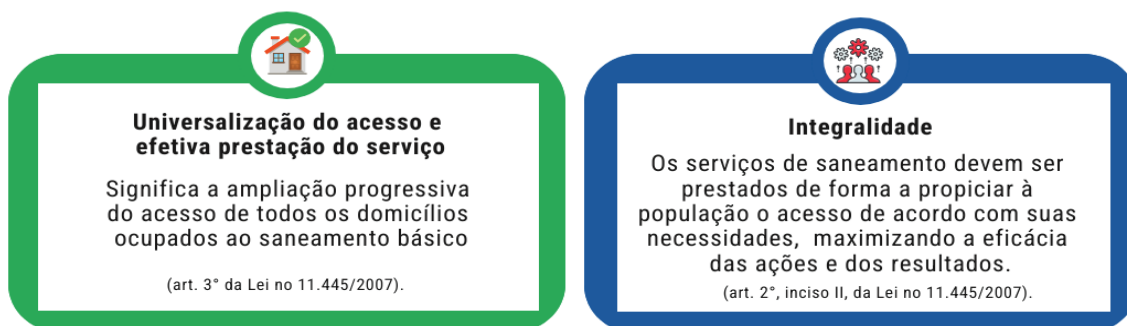 Universalização do acesso e
efetiva prestação do serviço
Significa a ampliação progressiva
do acesso de todos os domicílios
ocupados ao saneamento básico
(art. 3° da Lei no 11.445/2007).
Integralidade
Os serviços de saneamento devem ser
prestados de forma a propiciar à
população o acesso de acordo com suas
necessidades, maximizando a eficácia
das ações e dos resultados.
(art. 2°, inciso II, da Lei no 11.445/2007).